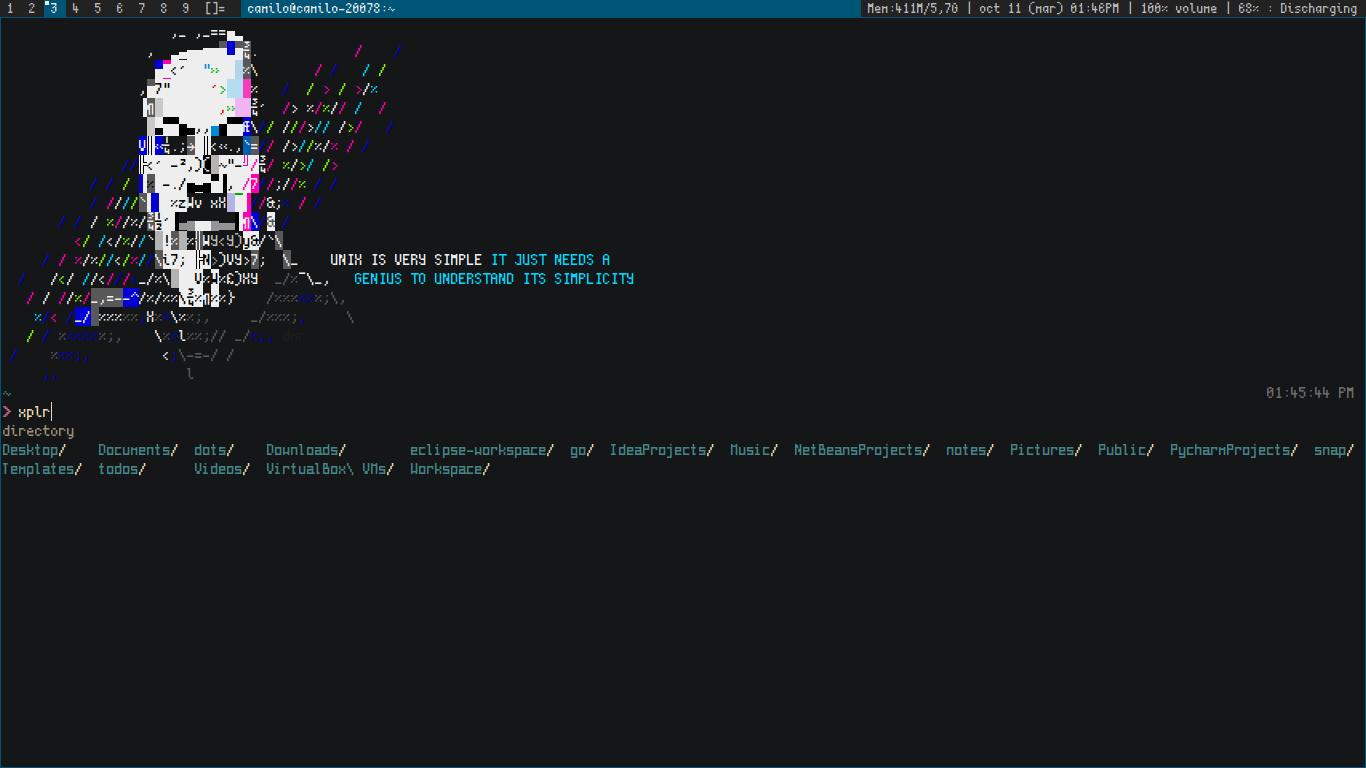 1 2 3 4 5 6 7 8 9 []= camilo@camilo-20078:~ Mem:411M/5,7G | oct 11 (mar) 01:46PM | 100% volume | 68% : Discharging
UNIX IS VERY SIMPLE IT JUST NEEDS A
GENIUS TO UNDERSTAND ITS SIMPLICITY
~ 01:45:44 PM
> xplr
directory
Desktop/ Documents/ dots/ Downloads/ eclipse-workspace/ go/ IdeaProjects/ Music/ NetBeansProjects/ notes/ Pictures/ Public/ PycharmProjects/ snap/
Templates/ todos/ Videos/ VirtualBox\ VMs/ Workspace/